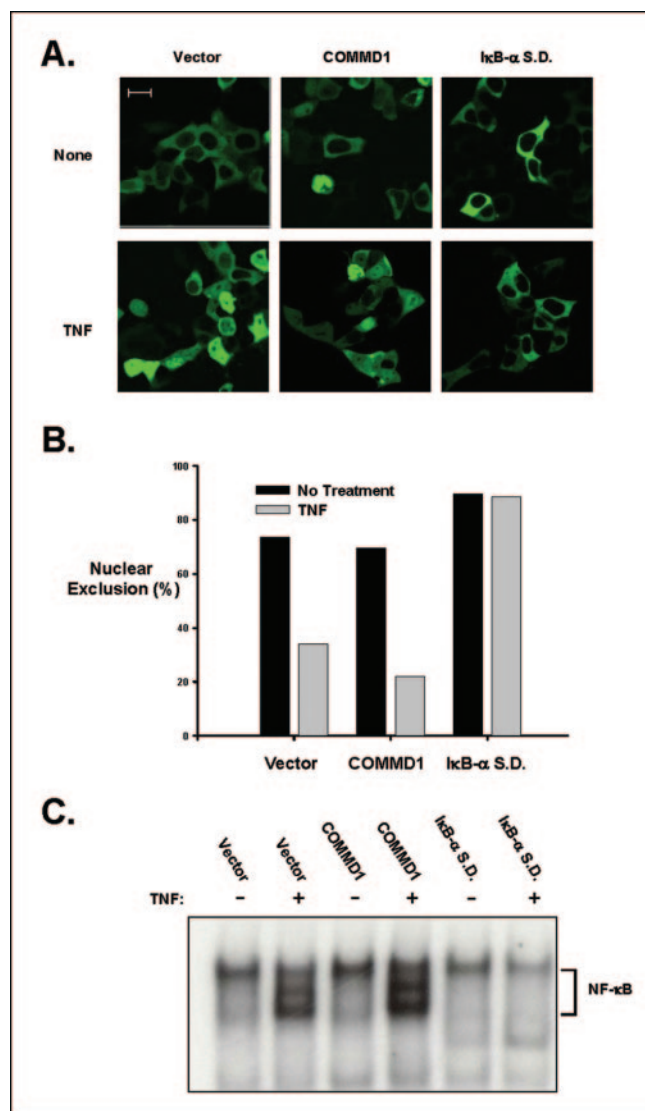 A.
Vector COMMD1 IκB-α S.D.
None
TNF
B.
100
80
60
40
20
0
Nuclear
Exclusion (%)
No Treatment
TNF
Vector COMMD1 IκB-α S.D.
C.
Vector Vector COMMD1 COMMD1 IκB-α S.D. IκB-α S.D.
TNF: - + - + - +
NF-κB